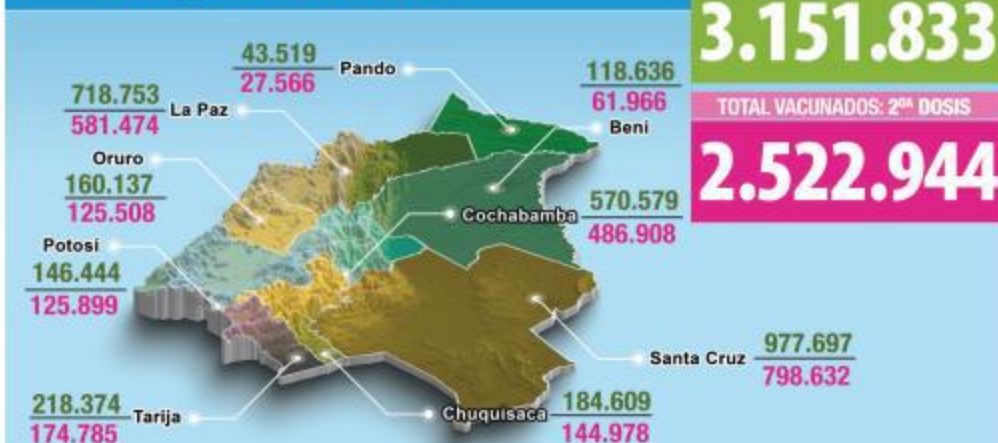 3.151.833
TOTAL VACUNADOS: 2DA DOSIS
2.522.944
43.519
27.566
Pando
118.636
61.966
Beni
718.753
581.474
La Paz
Oruro
160.137
125.508
Cochabamba
570.579
486.908
Potosí
146.444
125.899
Santa Cruz
977.697
798.632
218.374
174.785
Tarija
Chuquisaca
184.609
144.978